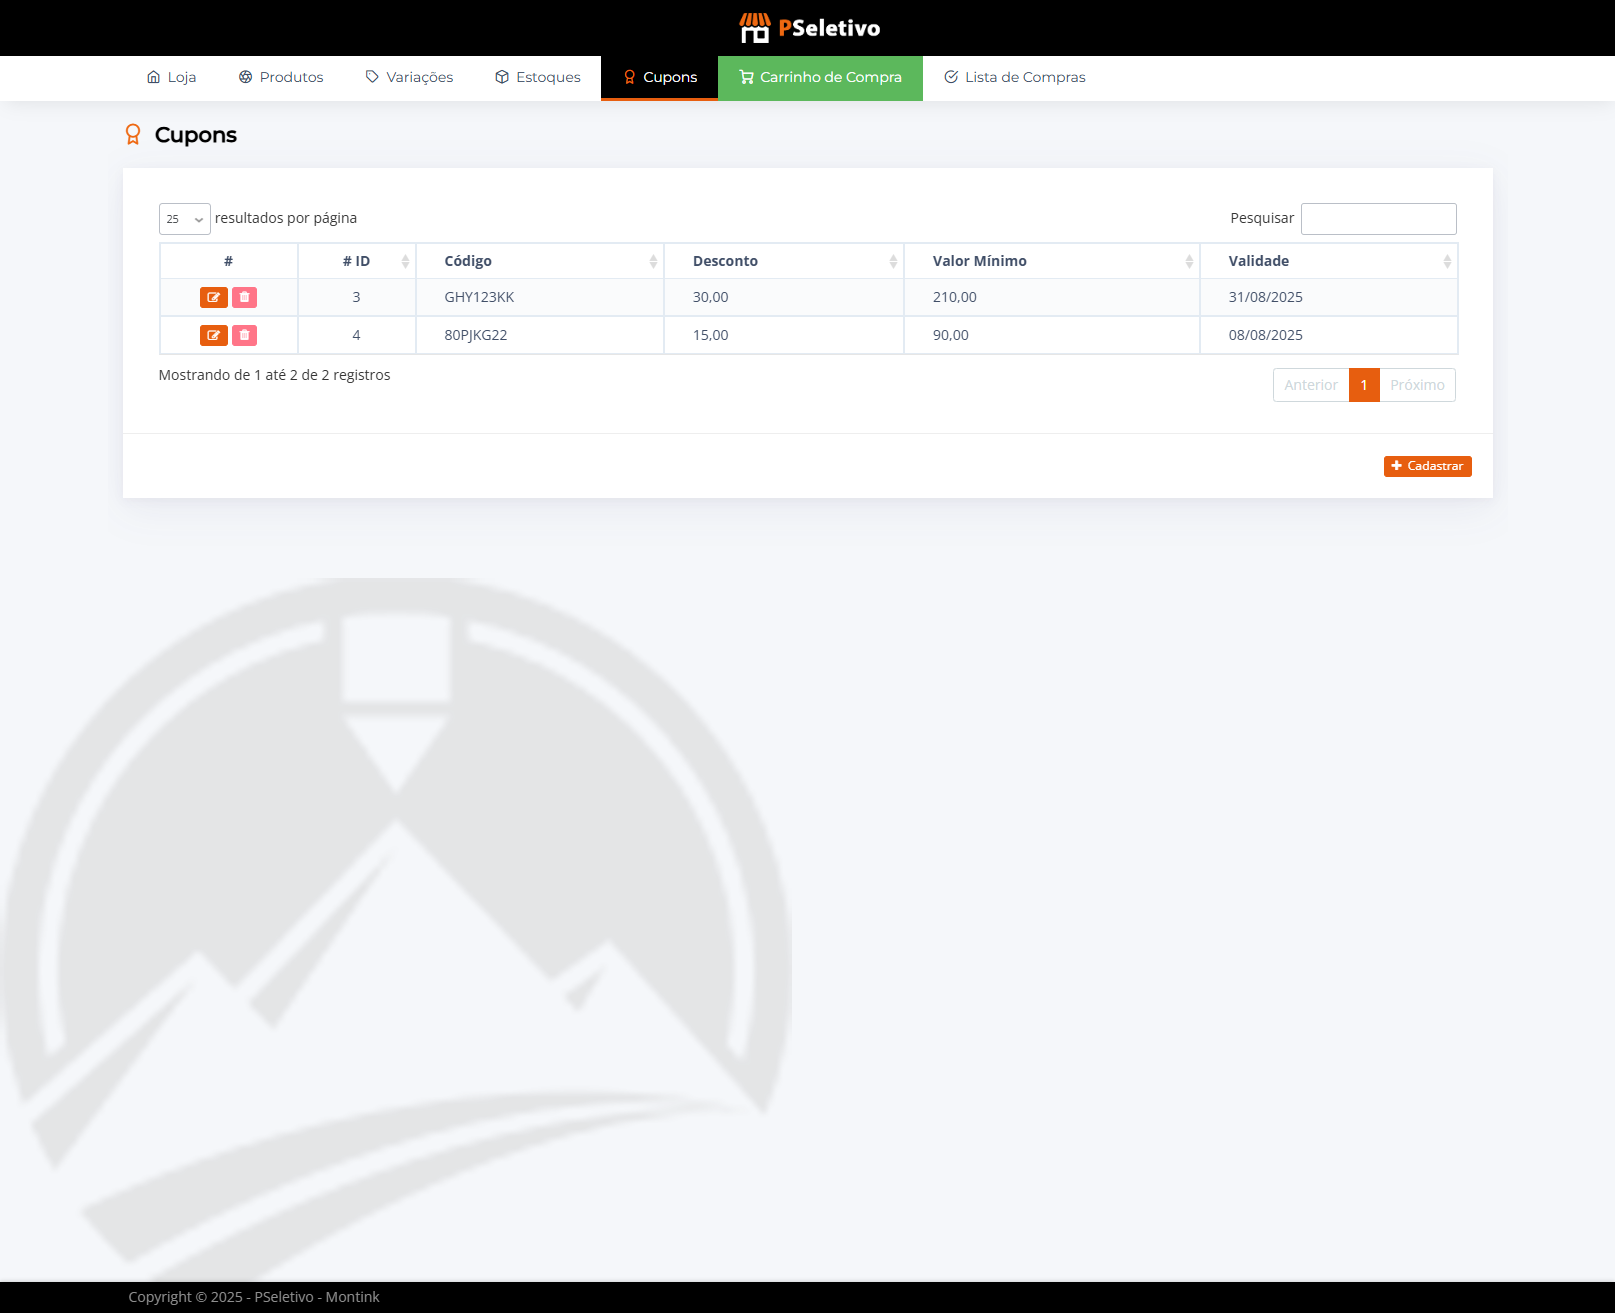 PSeletivo
Loja Produtos Variações Estoques Cupons Carrinho de Compra Lista de Compras
Cupons
25 resultados por página Pesquisar
# # ID Código Desconto Valor Mínimo Validade
3 GHY123KK 30,00 210,00 31/08/2025
4 80PJKG22 15,00 90,00 08/08/2025
Mostrando de 1 até 2 de 2 registros
Anterior 1 Próximo
Cadastrar
Copyright © 2025 - PSeletivo - Montink